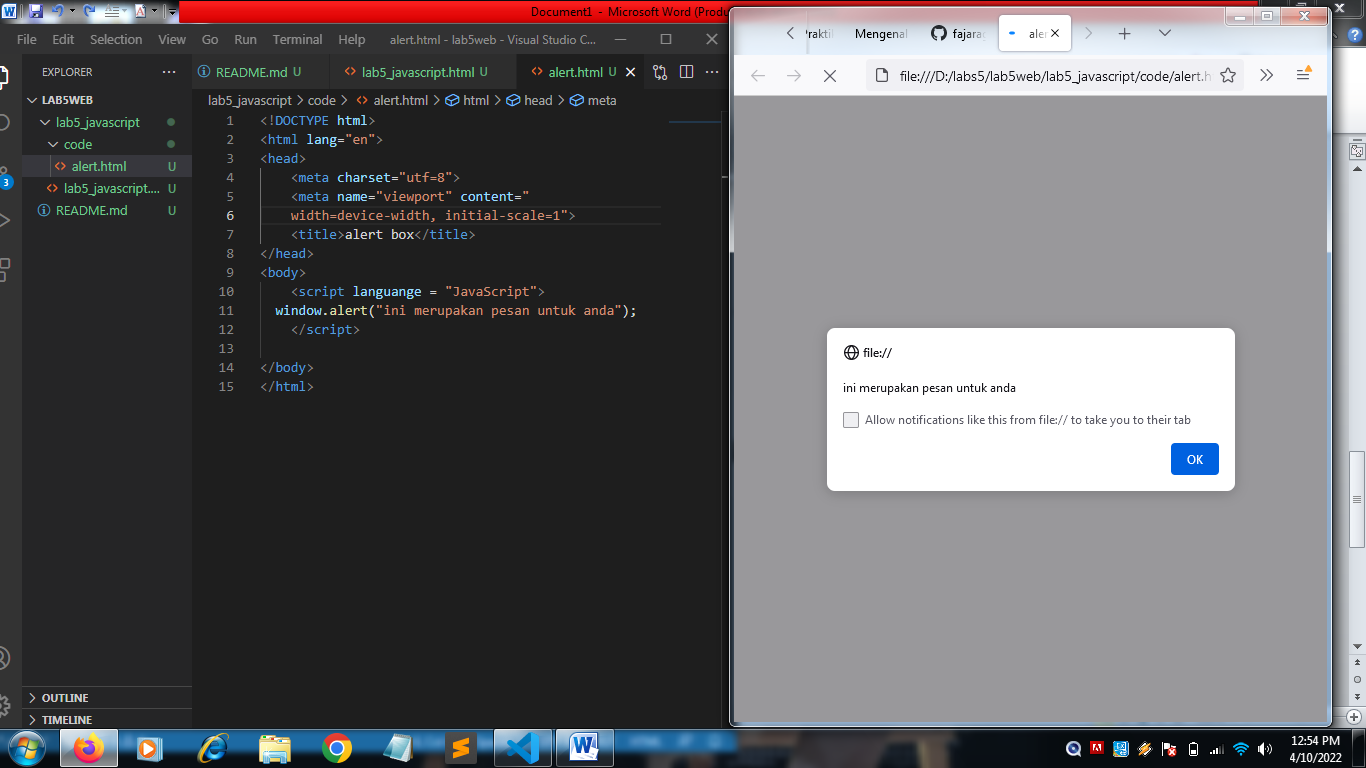 Document1 - Microsoft Word (Produ
File Edit Selection View Go Run Terminal Help alert.html - lab5web - Visual Studio C...
EXPLORER
LAB5WEB
lab5_javascript
code
alert.html U
lab5_javascript.... U
README.md U
3
OUTLINE
TIMELINE
README.md U lab5_javascript.html U alert.html U
lab5_javascript > code > alert.html > html > head > meta
1 <!DOCTYPE html>
2 <html lang="en">
3 <head>
4 <meta charset="utf=8">
5 <meta name="viewport" content="
6 width=device-width, initial-scale=1">
7 <title>alert box</title>
8 </head>
9 <body>
10 <script languange = "JavaScript">
11 window.alert("ini merupakan pesan untuk anda");
12 </script>
13
14 </body>
15 </html>
Prakti Mengenal fajarag aler
file:///D:/labs5/lab5web/lab5_javascript/code/alert.h
file://
ini merupakan pesan untuk anda
Allow notifications like this from file:// to take you to their tab
OK
12:54 PM
4/10/2022